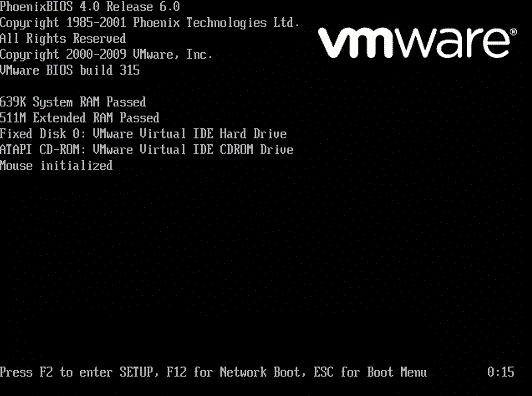 PhoenixBIOS 4.0 Release 6.0
Copyright 1985-2001 Phoenix Technologies Ltd.
All Rights Reserved
Copyright 2000-2009 VMware, Inc.
VMware BIOS build 315
vmware®
639K System RAM Passed
511M Extended RAM Passed
Fixed Disk 0: VMware Virtual IDE Hard Drive
ATAPI CD-ROM: VMware Virtual IDE CDROM Drive
Mouse initialized
Press F2 to enter SETUP, F12 for Network Boot, ESC for Boot Menu 0:15